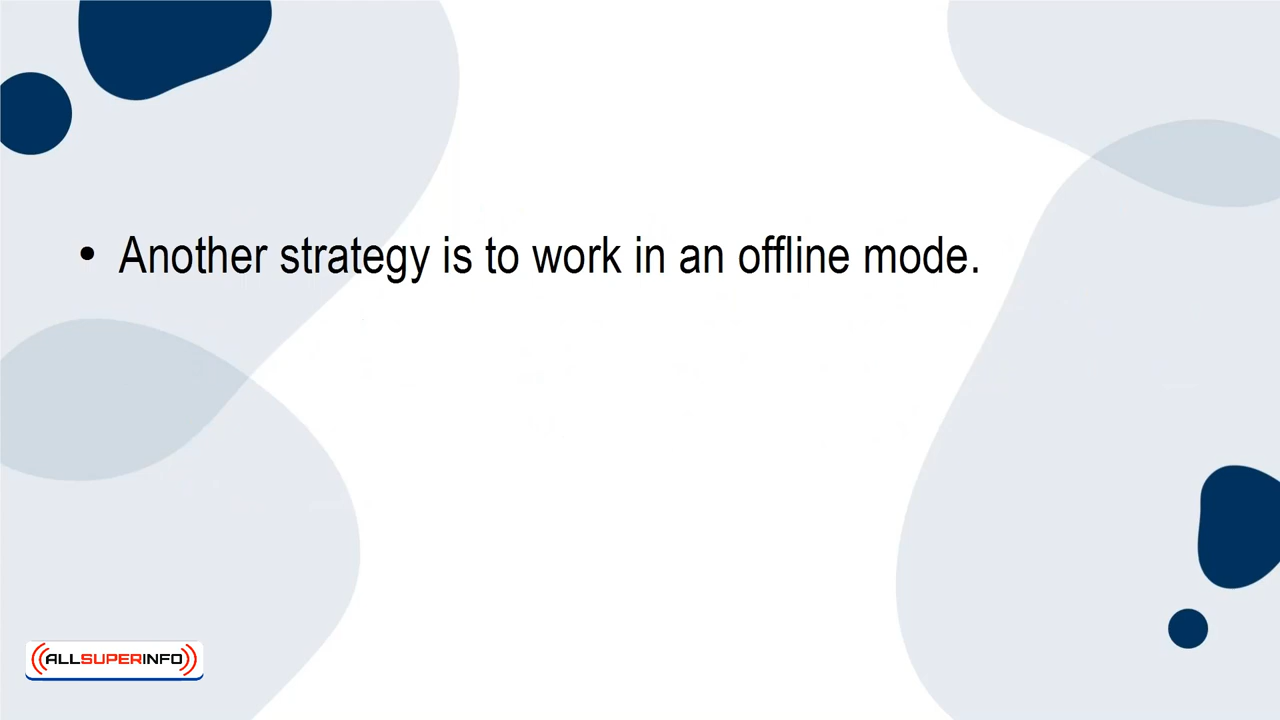 • Another strategy is to work in an offline mode.
ALLSUPERINFO